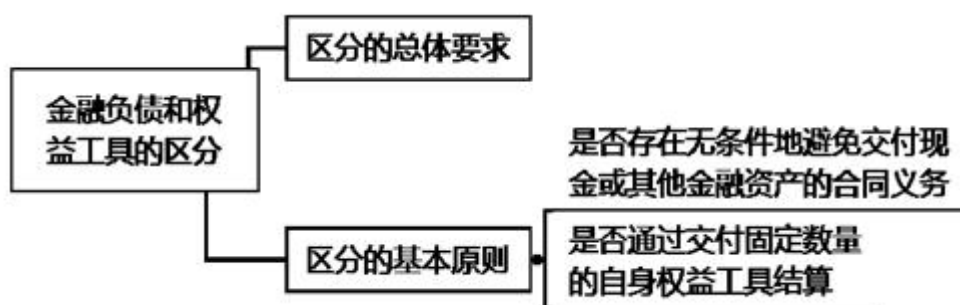 区分的总体要求
金融负债和权
益工具的区分
是否存在无条件地避免交付现
金或其他金融资产的合同义务
区分的基本原则
是否通过交付固定数量
的自身权益工具结算